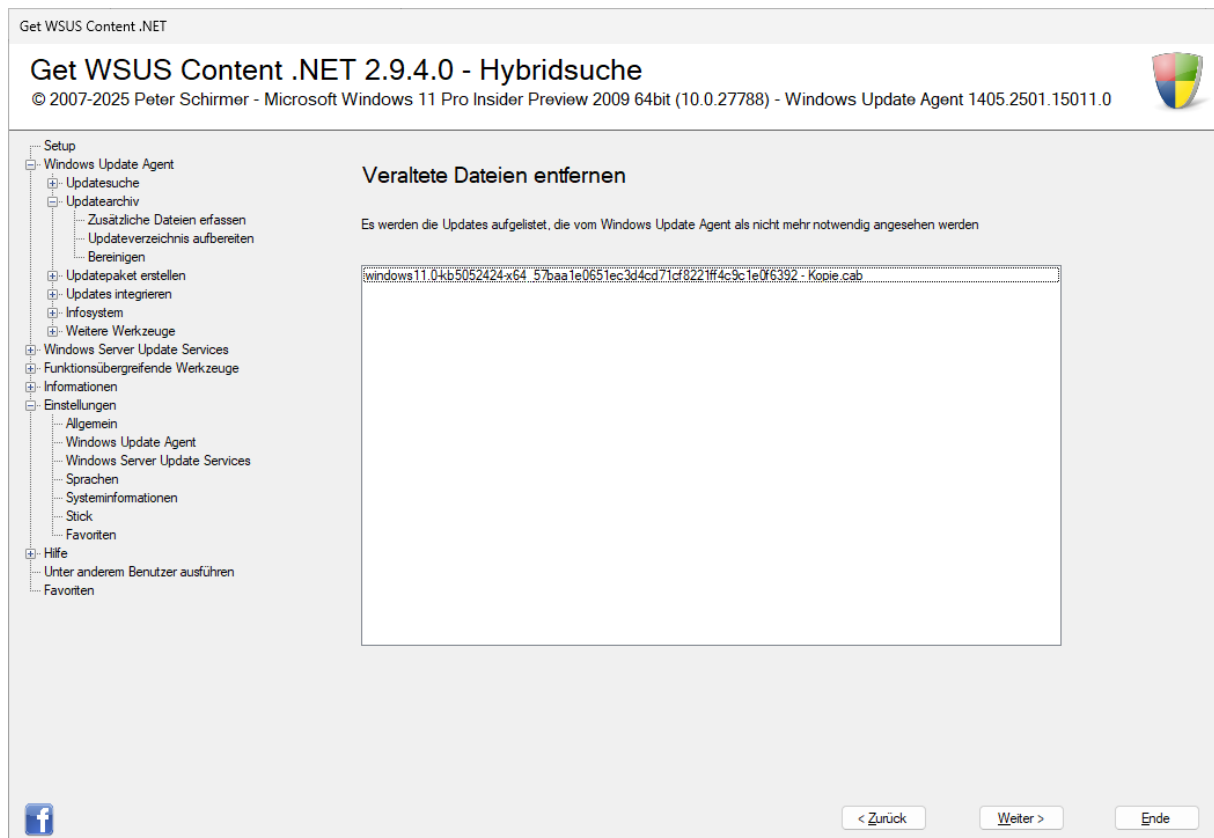 Get WSUS Content .NET
Get WSUS Content .NET 2.9.4.0 - Hybridsuche
© 2007-2025 Peter Schirmer - Microsoft Windows 11 Pro Insider Preview 2009 64bit (10.0.27788) - Windows Update Agent 1405.2501.15011.0
Setup
Windows Update Agent
Updatesuche
Updatearchiv
Zusätzliche Dateien erfassen
Updateverzeichnis aufbereiten
Bereinigen
Updatepaket erstellen
Updates integrieren
Infosystem
Weitere Werkzeuge
Windows Server Update Services
Funktionsübergreifende Werkzeuge
Informationen
Einstellungen
Allgemein
Windows Update Agent
Windows Server Update Services
Sprachen
Systeminformationen
Stick
Favoriten
Hilfe
Unter anderem Benutzer ausführen
Favoriten
Veraltete Dateien entfernen
Es werden die Updates aufgelistet, die vom Windows Update Agent als nicht mehr notwendig angesehen werden
windows11.0-kb5052424-x64_57baa1e0651ec3d4cd71cf8221ff4c9c1e0f6392 - Kopie.cab
f
< Zurück
Weiter >
Ende